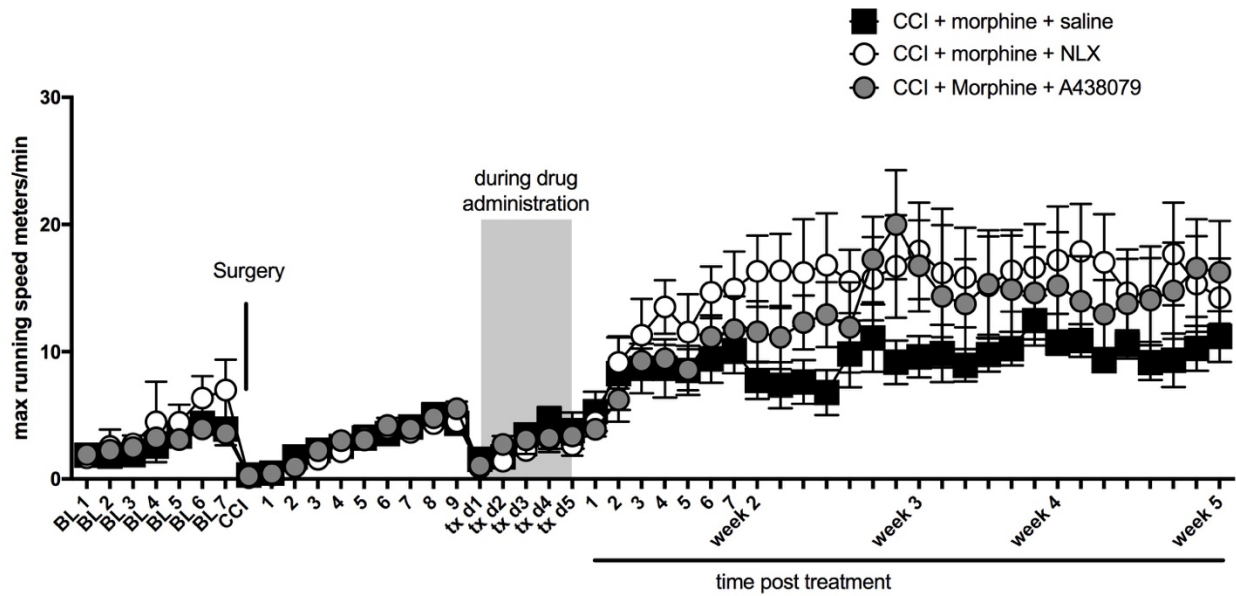 CCI + morphine + saline
CCI + morphine + NLX
CCI + Morphine + A438079
max running speed meters/min
30
20
10
0
during drug
administration
Surgery
BL 1
BL 2
BL 3
BL 4
BL 5
BL 6
BL 7
CCI
1
2
3
4
5
6
7
8
9
tx d1
tx d2
tx d3
tx d4
tx d5
1
2
3
4
5
6
7
week 2
week 3
week 4
week 5
time post treatment